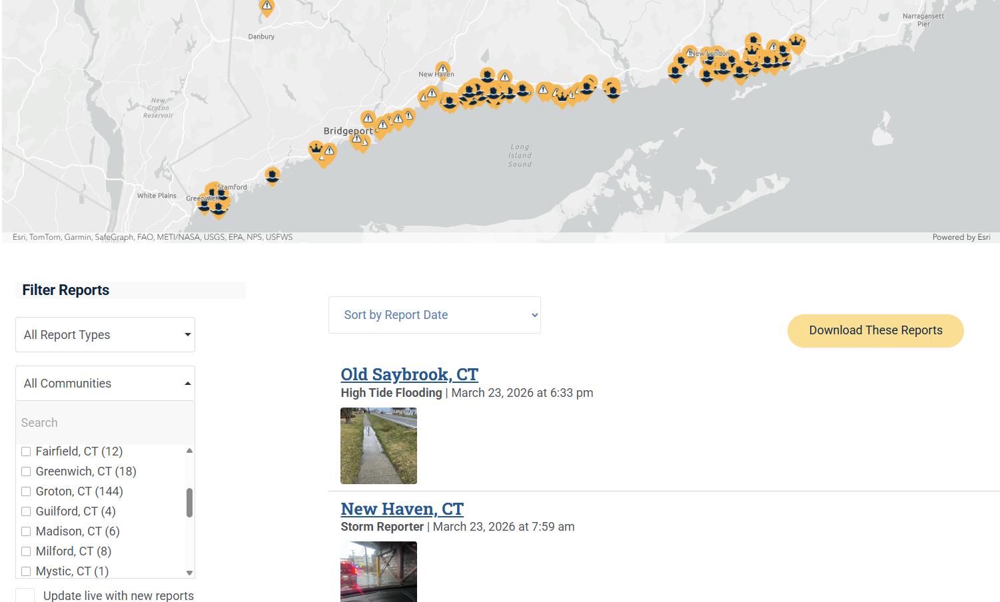 Narragansett
Pier
Danbury
New London
New Haven
New
Croton
Reservoir
Bridgeport
Long
Island
Sound
Stamford
White Plains
Greenwich
Esri, TomTom, Garmin, SafeGraph, FAO, METI/NASA, USGS, EPA, NPS, USFWS
Powered by Esri
Filter Reports
All Report Types
All Communities
Search
Fairfield, CT (12)
Greenwich, CT (18)
Groton, CT (144)
Guilford, CT (4)
Madison, CT (6)
Milford, CT (8)
Mystic, CT (1)
Update live with new reports
Sort by Report Date
Download These Reports
Old Saybrook, CT
High Tide Flooding | March 23, 2026 at 6:33 pm
New Haven, CT
Storm Reporter | March 23, 2026 at 7:59 am